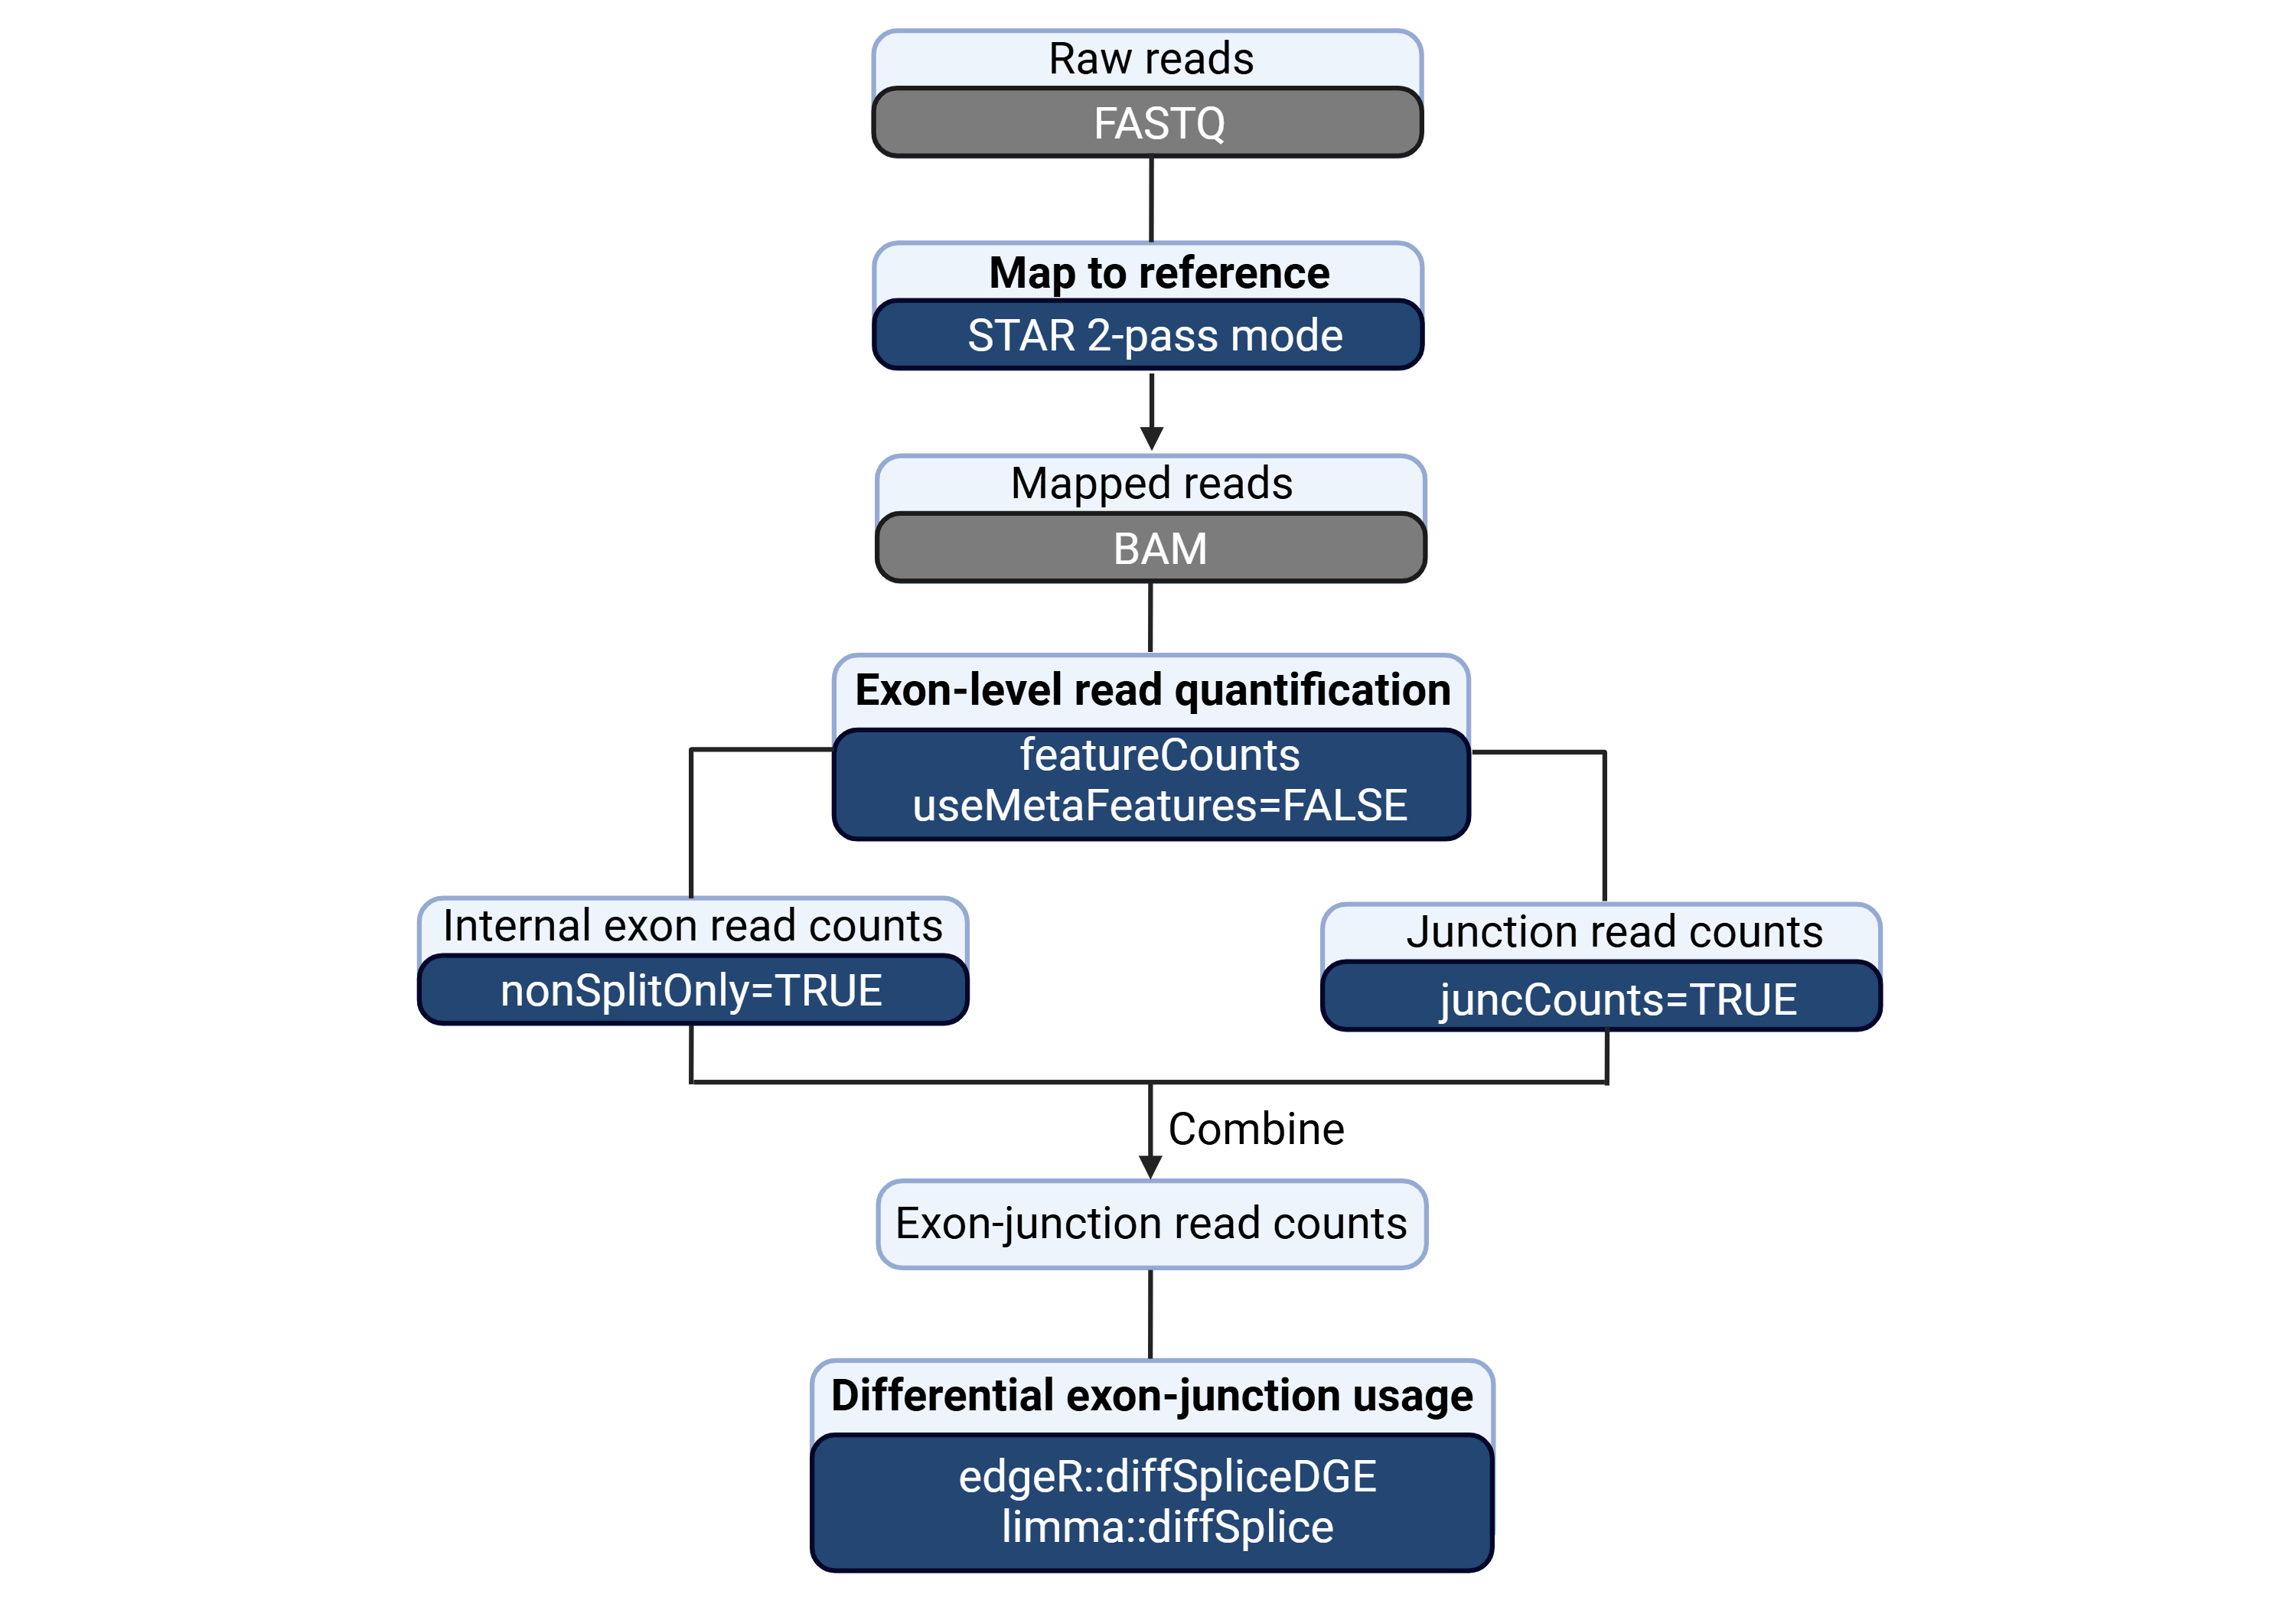 Raw reads
FASTQ
Map to reference
STAR 2-pass mode
Mapped reads
BAM
Exon-level read quantification
featureCounts
useMetaFeatures=FALSE
Internal exon read counts
nonSplitOnly=TRUE
Junction read counts
juncCounts=TRUE
Combine
Exon-junction read counts
Differential exon-junction usage
edgeR::diffSpliceDGE
limma::diffSplice